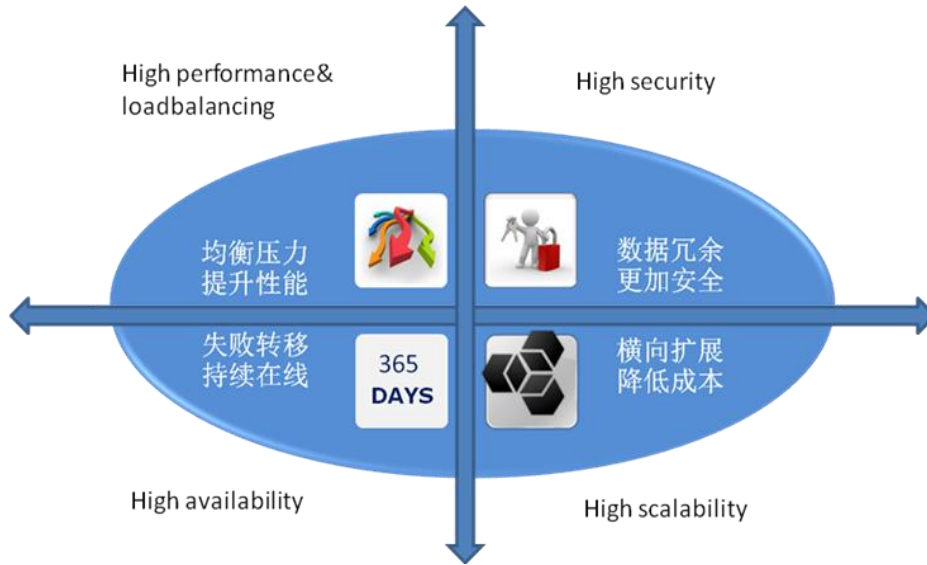 High performance&
loadbalancing
High security
均衡压力
提升性能
数据冗余
更加安全
失败转移
持续在线
365
DAYS
横向扩展
降低成本
High availability
High scalability